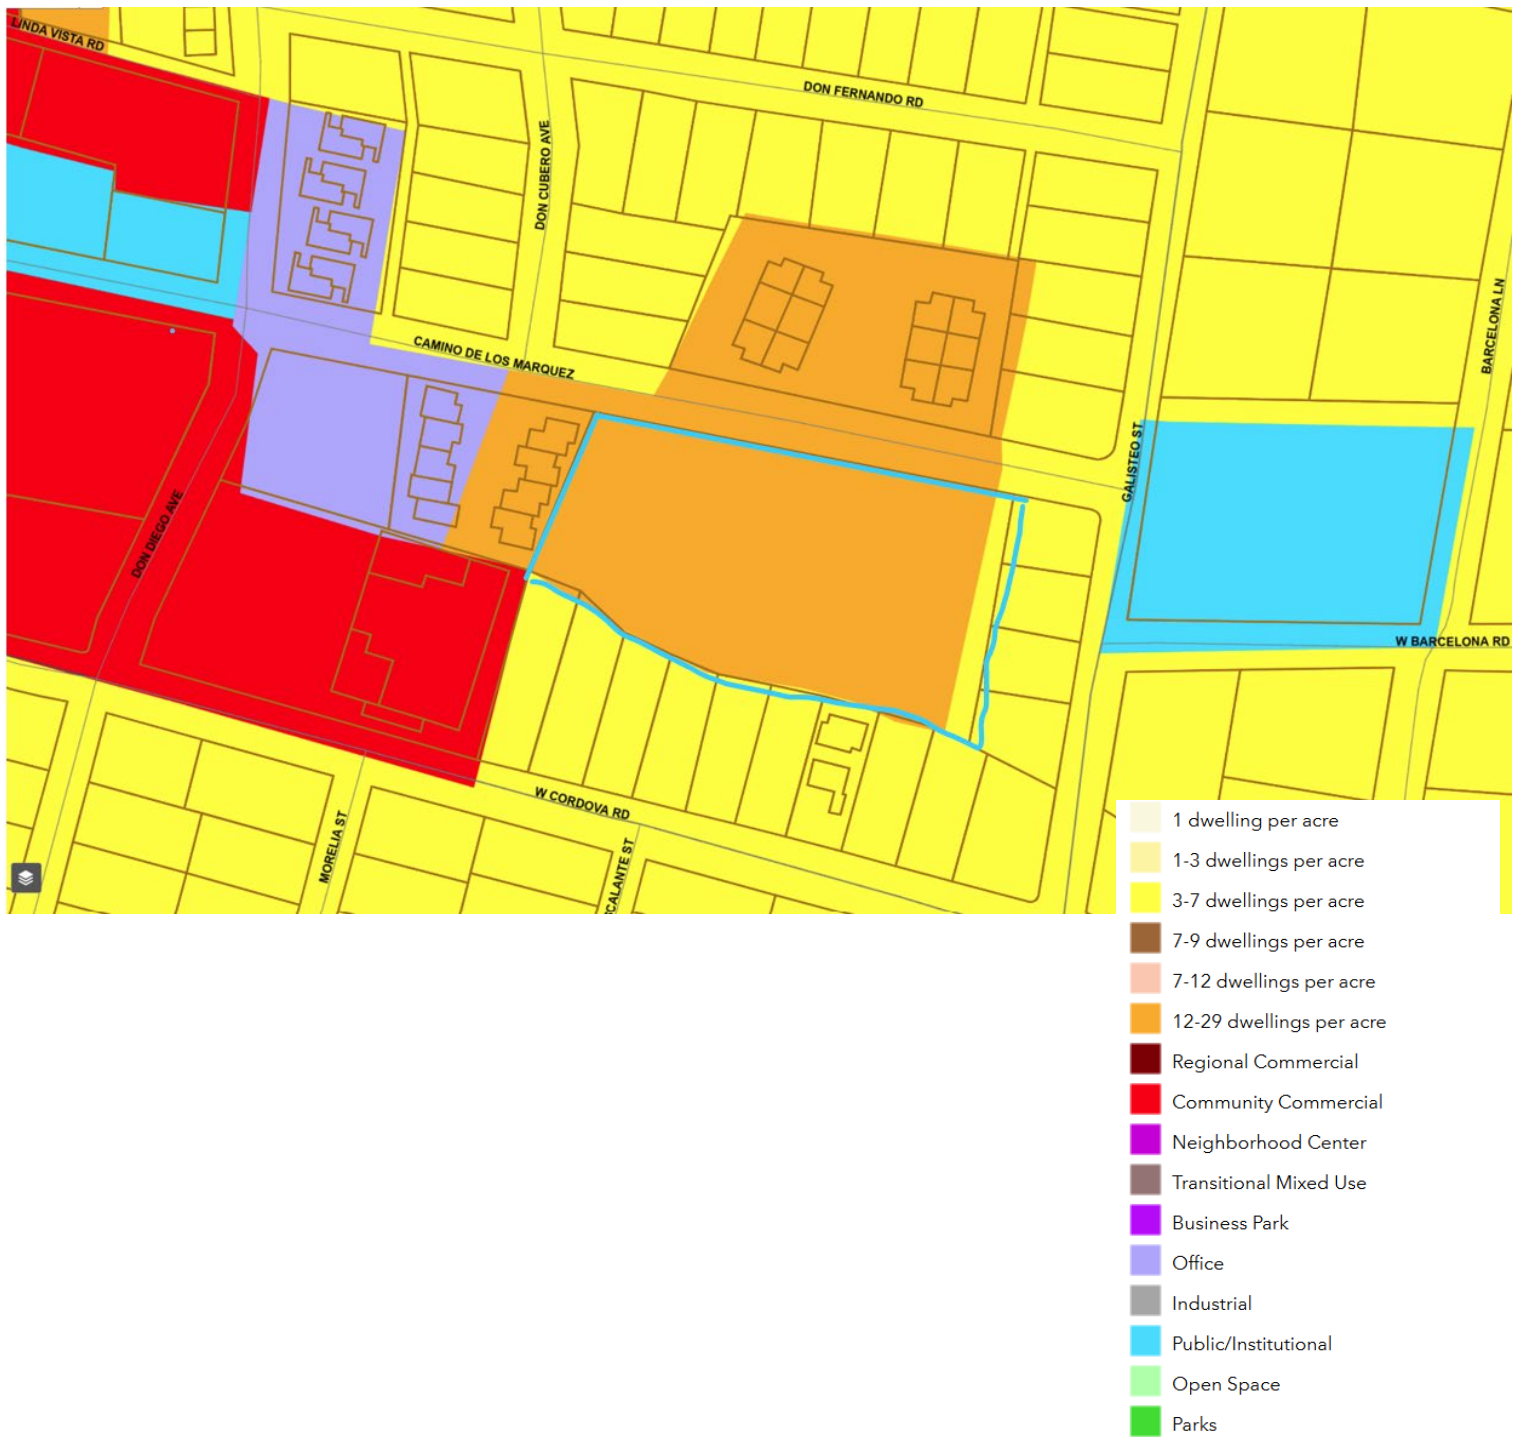 LINDA VISTA RD
DON FERNANDO RD
DON CUBERO AVE
BARCELONA LN
CAMINO DE LOS MARQUEZ
GALISTEO ST
DON DIEGO AVE
W BARCELONA RD
W CORDOVA RD
MORELIA ST
SCALANTE ST
1 dwelling per acre
1-3 dwellings per acre
3-7 dwellings per acre
7-9 dwellings per acre
7-12 dwellings per acre
12-29 dwellings per acre
Regional Commercial
Community Commercial
Neighborhood Center
Transitional Mixed Use
Business Park
Office
Industrial
Public/Institutional
Open Space
Parks